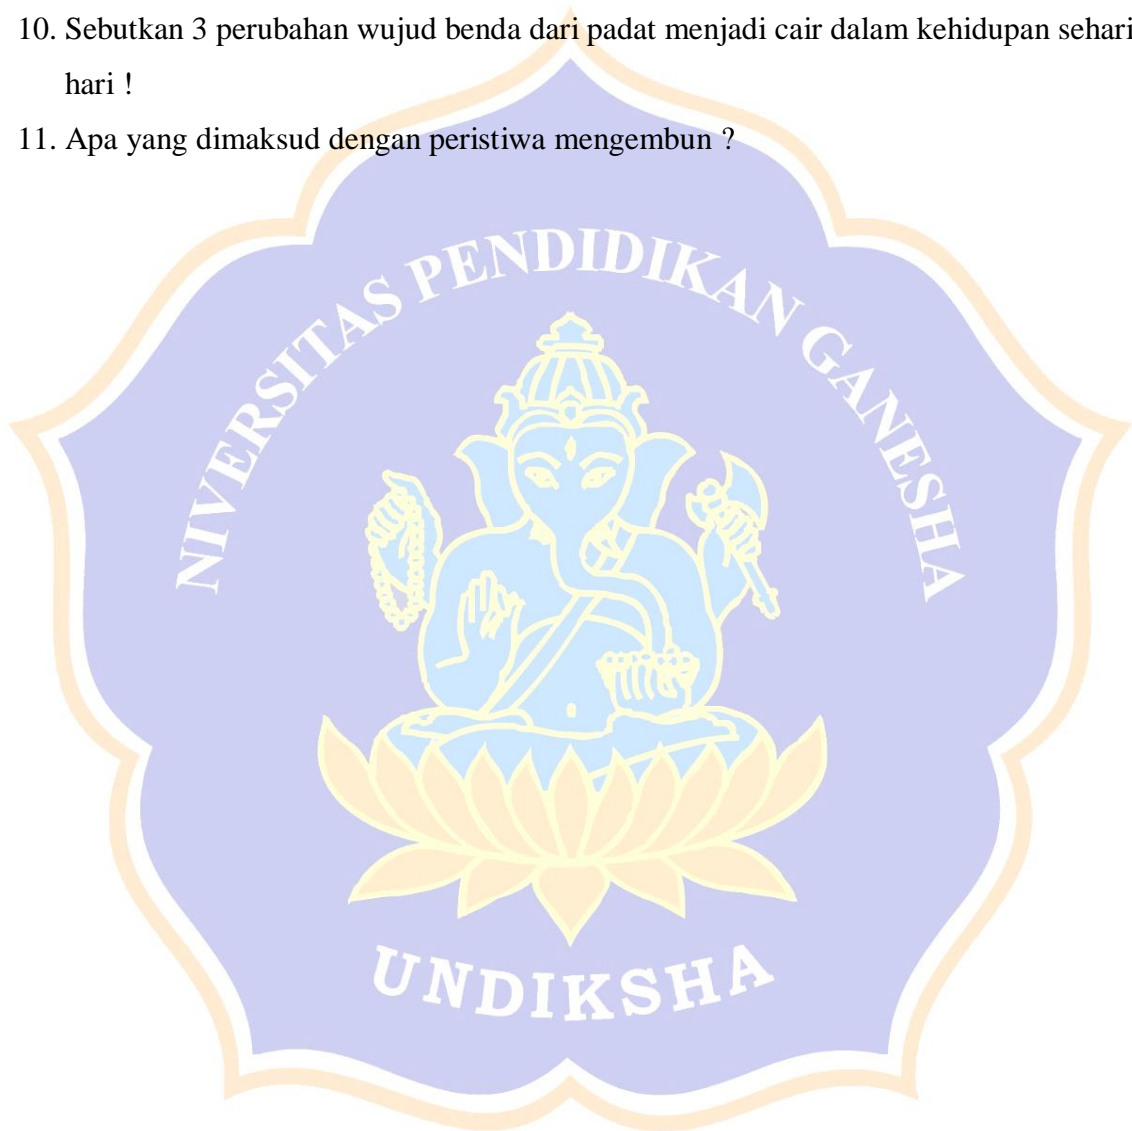 10. Sebutkan 3 perubahan wujud benda dari padat menjadi cair dalam kehidupan sehari
hari !
11. Apa yang dimaksud dengan peristiwa mengembun ?
NIVERSITAS PENDIDIKAN GANESHA
UNDIKSHA